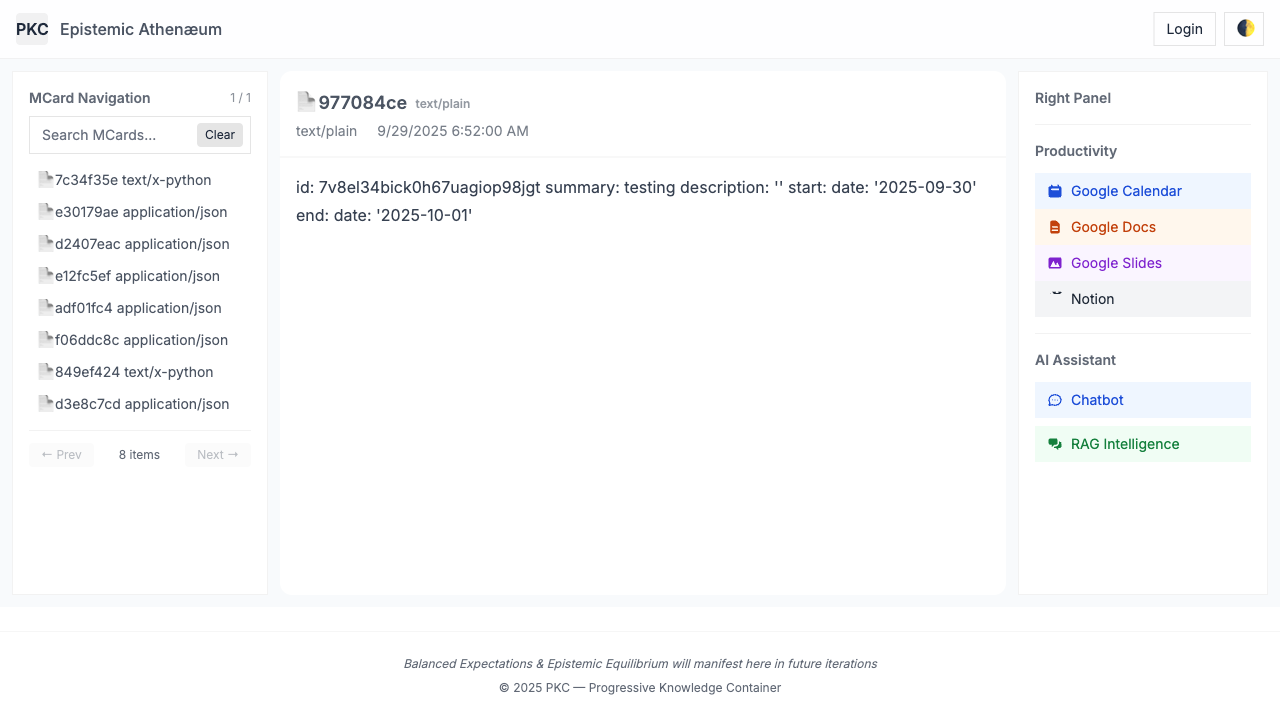 PKC Epistemic Athenæum
Login
MCard Navigation 1 / 1
Search MCards... Clear
7c34f35e text/x-python
e30179ae application/json
d2407eac application/json
e12fc5ef application/json
adf01fc4 application/json
f06ddc8c application/json
849ef424 text/x-python
d3e8c7cd application/json
← Prev 8 items Next →
977084ce text/plain
text/plain 9/29/2025 6:52:00 AM
id: 7v8el34bick0h67uagiop98jgt summary: testing description: '' start: date: '2025-09-30'
end: date: '2025-10-01'
Right Panel
Productivity
Google Calendar
Google Docs
Google Slides
Notion
AI Assistant
Chatbot
RAG Intelligence
Balanced Expectations & Epistemic Equilibrium will manifest here in future iterations
© 2025 PKC — Progressive Knowledge Container